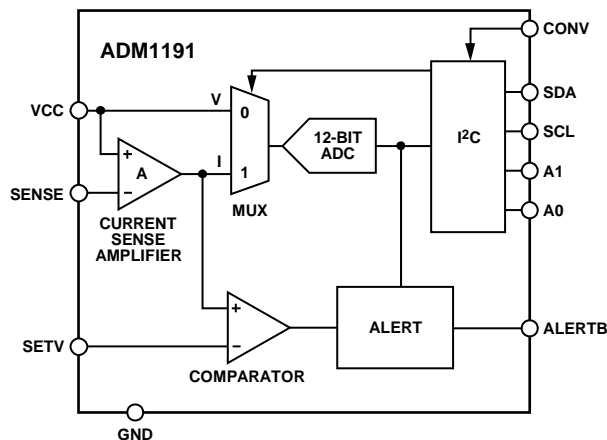 ADM1191
CONV
VCC
V
0
I
1
MUX
12-BIT
ADC
I²C
SDA
SCL
A1
A0
+
A
−
SENSE
CURRENT
SENSE
AMPLIFIER
+
−
SETV
COMPARATOR
ALERT
ALERTB
GND